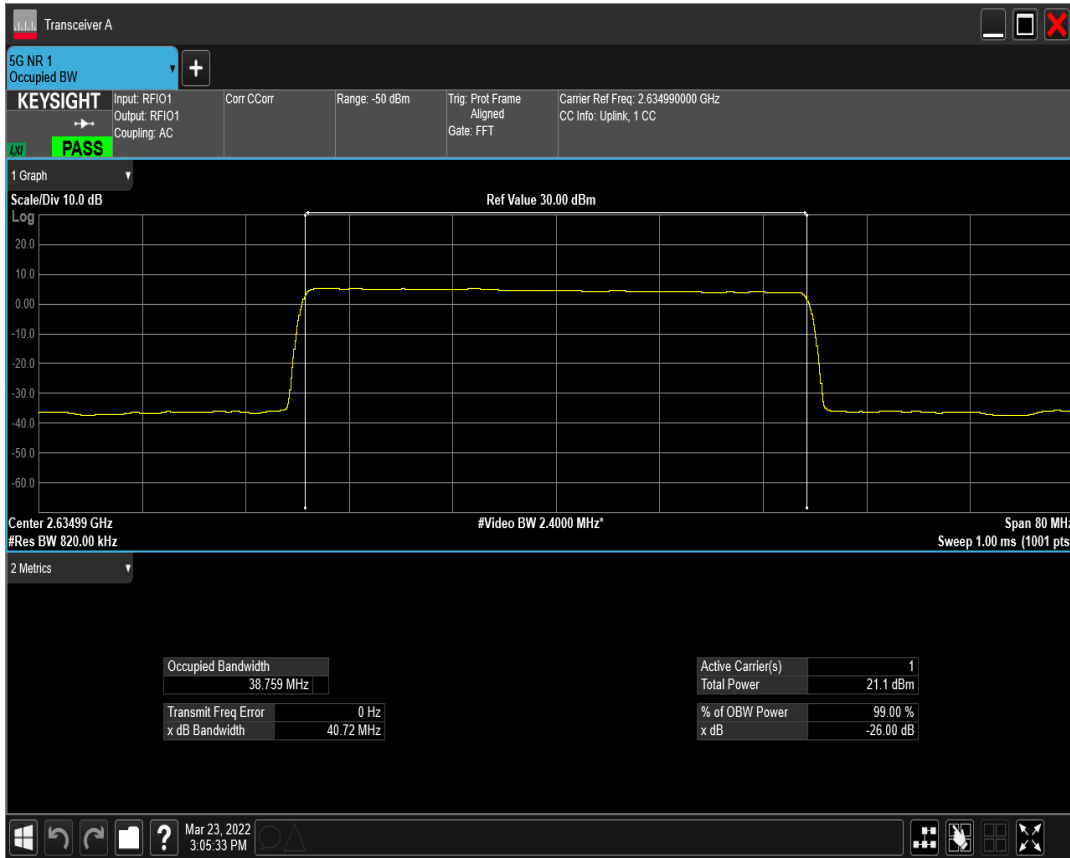 Transceiver A
5G NR 1
Occupied BW
KEYSIGHT
LXI
PASS
Input: RFIO1
Output: RFIO1
Coupling: AC
Corr CCorr
Range: -50 dBm
Trig: Prot Frame
Aligned
Gate: FFT
Carrier Ref Freq: 2.634990000 GHz
CC Info: Uplink, 1 CC
1 Graph
Scale/Div 10.0 dB
Ref Value 30.00 dBm
Log
20.0
10.0
0.00
-10.0
-20.0
-30.0
-40.0
-50.0
-60.0
Center 2.63499 GHz
#Video BW 2.4000 MHz*
Span 80 MHz
#Res BW 820.00 kHz
Sweep 1.00 ms (1001 pts
2 Metrics
Occupied Bandwidth
38.759 MHz
Transmit Freq Error 0 Hz
x dB Bandwidth 40.72 MHz
Active Carrier(s) 1
Total Power 21.1 dBm
% of OBW Power 99.00 %
x dB -26.00 dB
?
Mar 23, 2022
3:05:33 PM